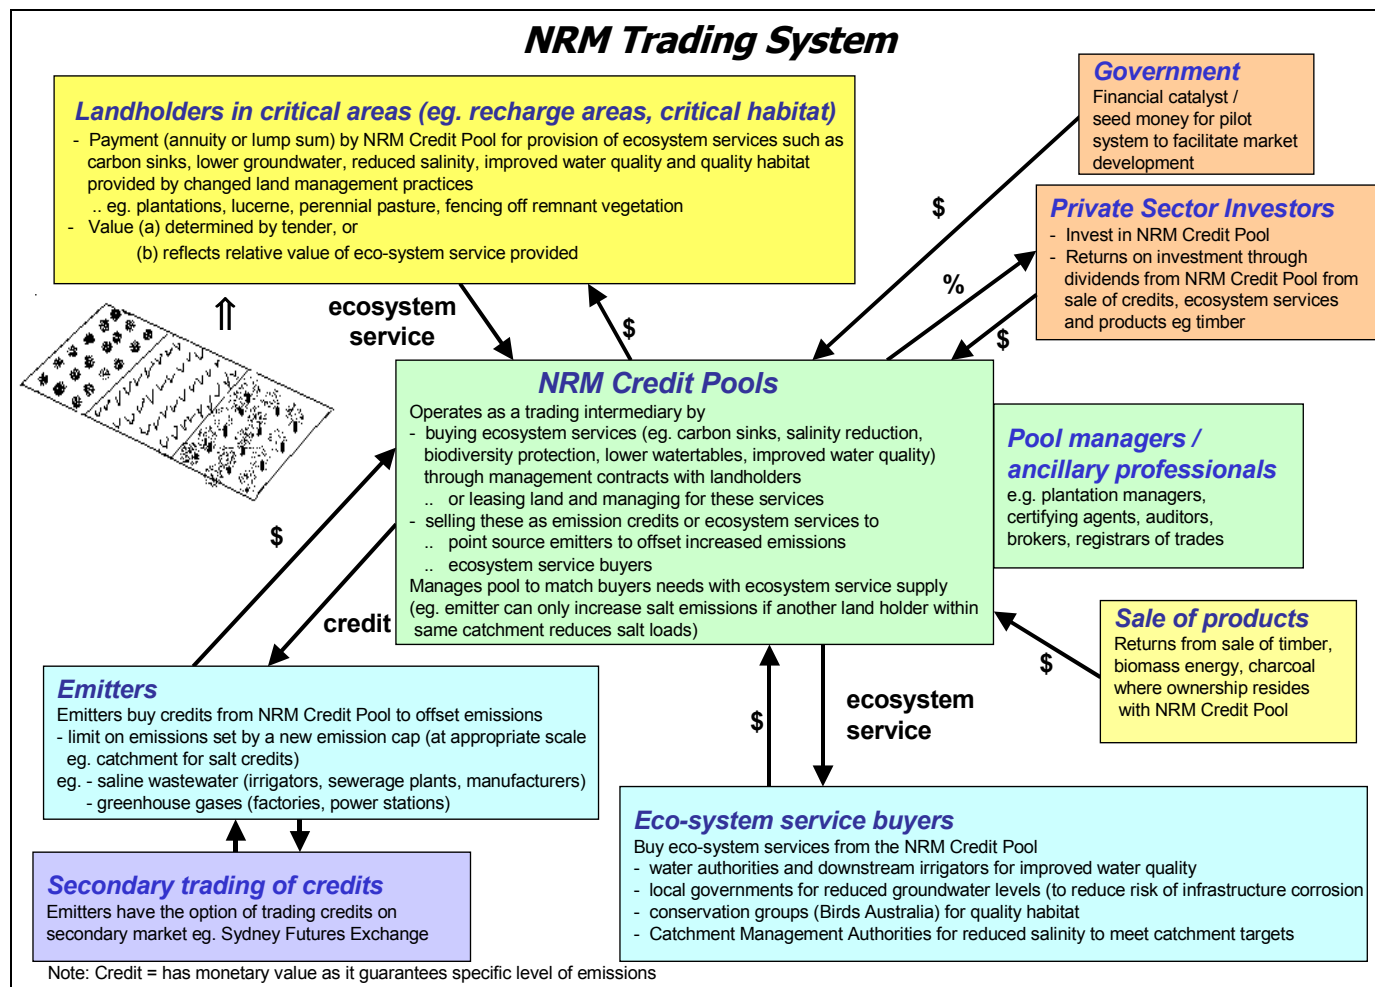 NRM Trading System
Landholders in critical areas (eg. recharge areas, critical habitat)
- Payment (annuity or lump sum) by NRM Credit Pool for provision of ecosystem services such as
carbon sinks, lower groundwater, reduced salinity, improved water quality and quality habitat
provided by changed land management practices
.. eg. plantations, lucerne, perennial pasture, fencing off remnant vegetation
- Value (a) determined by tender, or
(b) reflects relative value of eco-system service provided
Government
Financial catalyst /
seed money for pilot
system to facilitate market
development
$
Private Sector Investors
- Invest in NRM Credit Pool
- Returns on investment through
dividends from NRM Credit Pool from
sale of credits, ecosystem services
and products eg timber
%
$
ecosystem
service
$
NRM Credit Pools
Operates as a trading intermediary by
- buying ecosystem services (eg. carbon sinks, salinity reduction,
biodiversity protection, lower watertables, improved water quality)
through management contracts with landholders
.. or leasing land and managing for these services
- selling these as emission credits or ecosystem services to
.. point source emitters to offset increased emissions
.. ecosystem service buyers
Manages pool to match buyers needs with ecosystem service supply
(eg. emitter can only increase salt emissions if another land holder within
same catchment reduces salt loads)
Pool managers /
ancillary professionals
e.g. plantation managers,
certifying agents, auditors,
brokers, registrars of trades
$
credit
Sale of products
Returns from sale of timber,
biomass energy, charcoal
where ownership resides
with NRM Credit Pool
$
Emitters
Emitters buy credits from NRM Credit Pool to offset emissions
- limit on emissions set by a new emission cap (at appropriate scale
eg. catchment for salt credits)
eg. - saline wastewater (irrigators, sewerage plants, manufacturers)
- greenhouse gases (factories, power stations)
$
ecosystem
service
Eco-system service buyers
Buy eco-system services from the NRM Credit Pool
- water authorities and downstream irrigators for improved water quality
- local governments for reduced groundwater levels (to reduce risk of infrastructure corrosion
- conservation groups (Birds Australia) for quality habitat
- Catchment Management Authorities for reduced salinity to meet catchment targets
Secondary trading of credits
Emitters have the option of trading credits on
secondary market eg. Sydney Futures Exchange
Note: Credit = has monetary value as it guarantees specific level of emissions